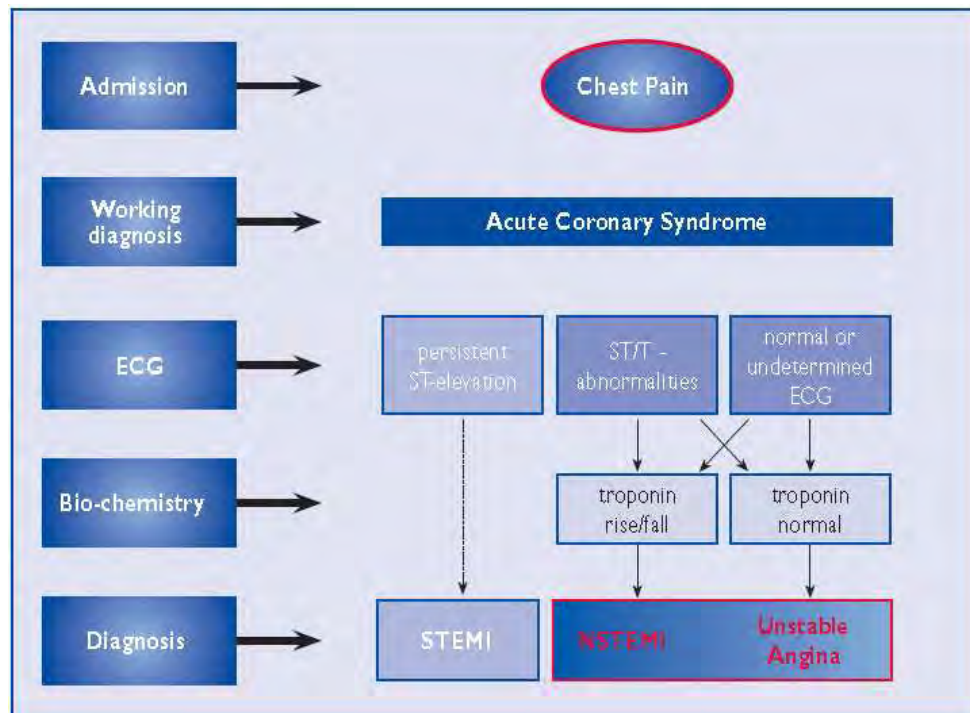 Admission
Chest Pain
Working
diagnosis
Acute Coronary Syndrome
ECG
persistent
ST-elevation
ST/T -
abnormalities
normal or
undetermined
ECG
Bio-chemistry
troponin
rise/fall
troponin
normal
Diagnosis
STEMI
NSTEMI
Unstable
Angina